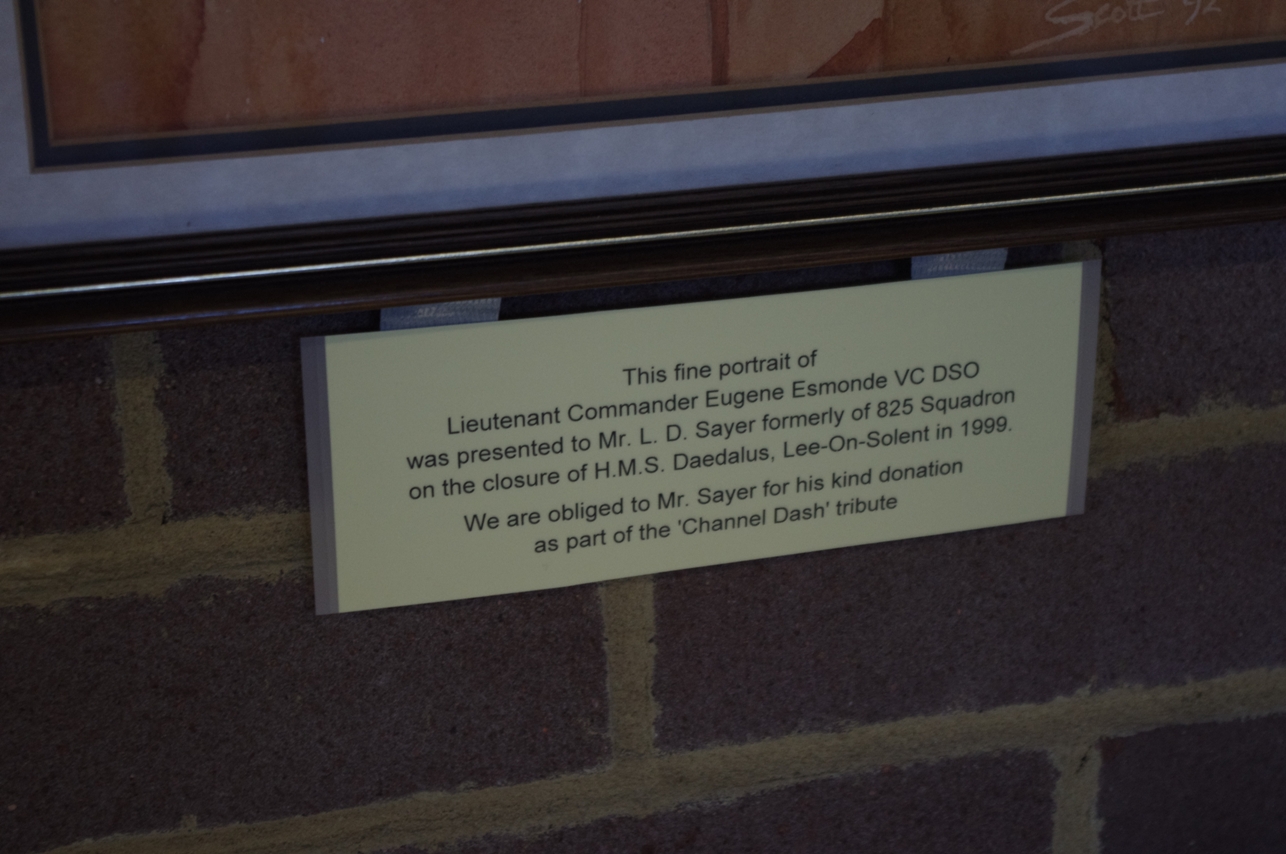 Scott '92
This fine portrait of
Lieutenant Commander Eugene Esmonde VC DSO
was presented to Mr. L. D. Sayer formerly of 825 Squadron
on the closure of H.M.S. Daedalus, Lee-On-Solent in 1999.
We are obliged to Mr. Sayer for his kind donation
as part of the 'Channel Dash' tribute